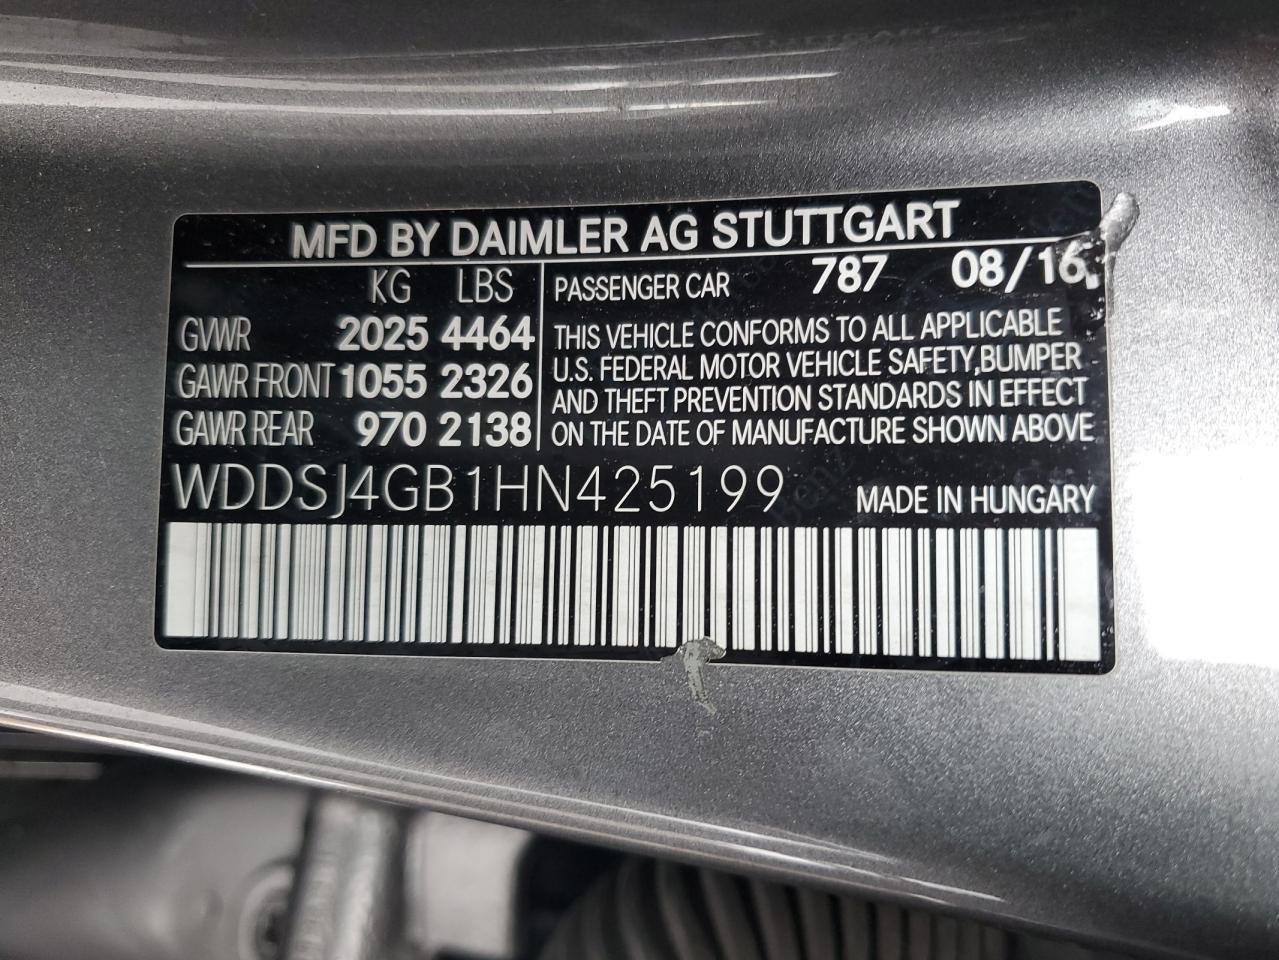 MFD BY DAIMLER AG STUTTGART
KG LBS
GVWR 2025 4464
GAWR FRONT 1055 2326
GAWR REAR 970 2138
PASSENGER CAR 787 08/16
THIS VEHICLE CONFORMS TO ALL APPLICABLE
U.S. FEDERAL MOTOR VEHICLE SAFETY, BUMPER
AND THEFT PREVENTION STANDARDS IN EFFECT
ON THE DATE OF MANUFACTURE SHOWN ABOVE
WDDSJ4GB1HN425199 MADE IN HUNGARY